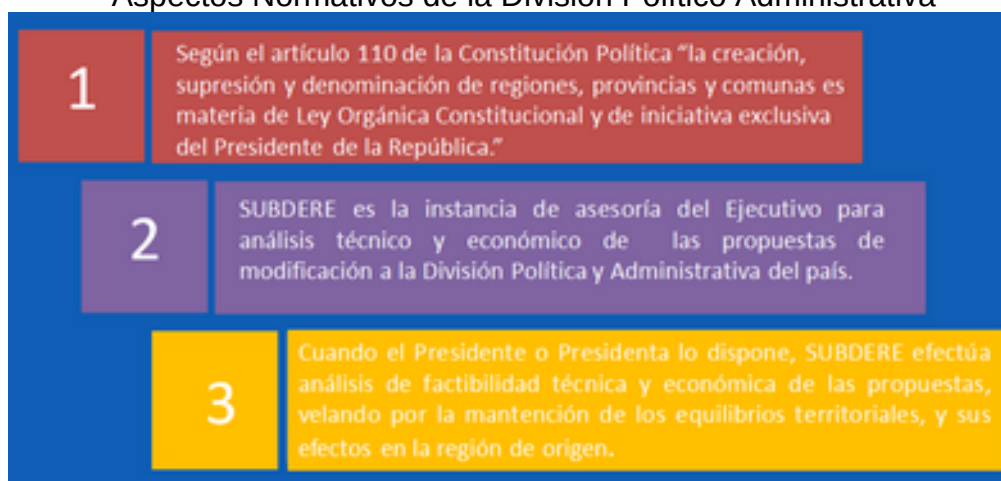 Aspectos Normativos de la División Político Administrativa
1
Según el artículo 110 de la Constitución Política “la creación,
supresión y denominación de regiones, provincias y comunas es
materia de Ley Orgánica Constitucional y de iniciativa exclusiva
del Presidente de la República.”
2
SUBDERE es la instancia de asesoría del Ejecutivo para
análisis técnico y económico de las propuestas de
modificación a la División Política y Administrativa del país.
3
Cuando el Presidente o Presidenta lo dispone, SUBDERE efectúa
análisis de factibilidad técnica y económica de las propuestas,
velando por la mantención de los equilibrios territoriales, y sus
efectos en la región de origen.